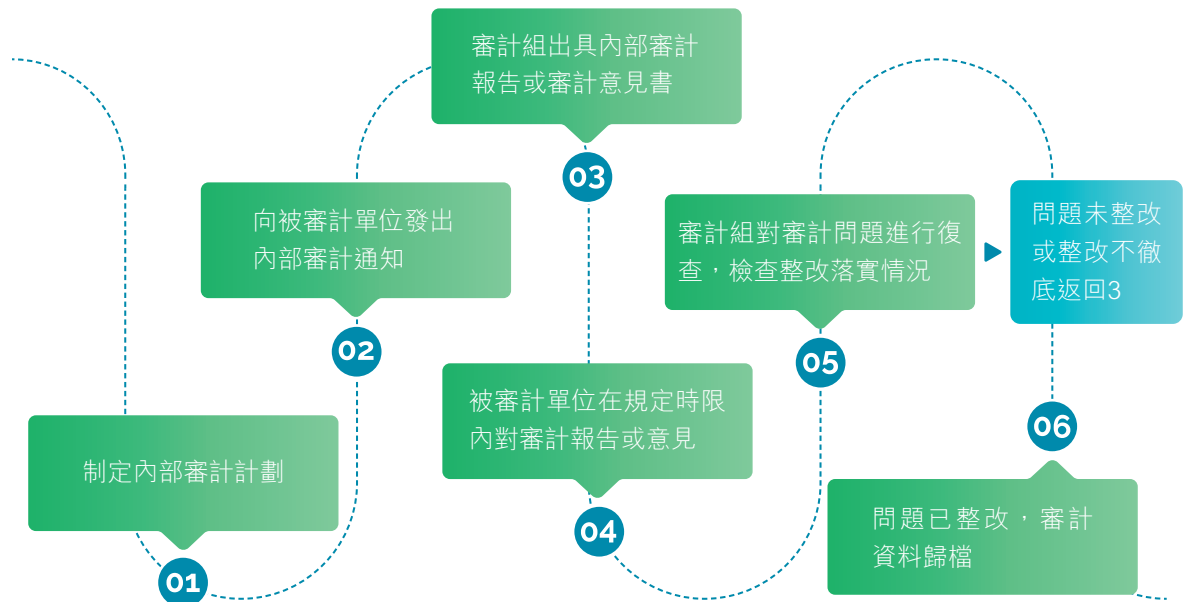 制定內部審計計劃
01
向被審計單位發出
內部審計通知
02
審計組出具內部審計
報告或審計意見書
03
被審計單位在規定時限
內對審計報告或意見
04
審計組對審計問題進行復
查，檢查整改落實情況
05
問題未整改
或整改不徹
底返回3
06
問題已整改，審計
資料歸檔